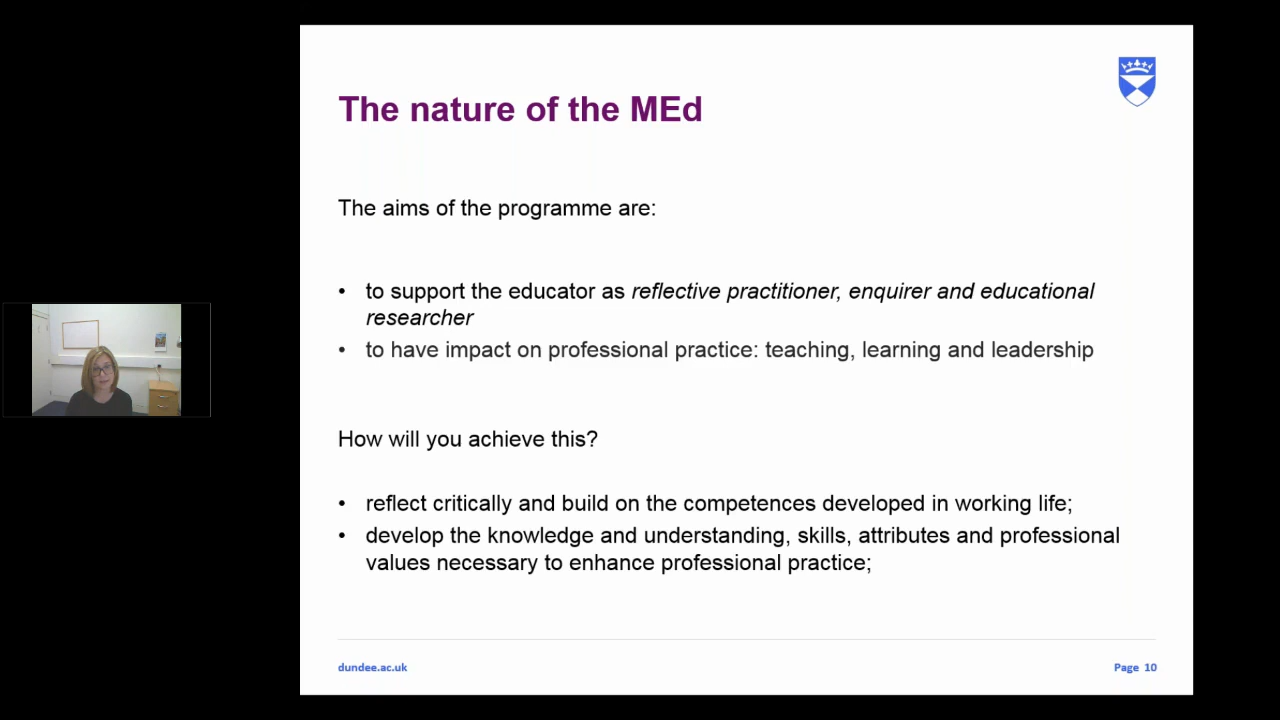 The nature of the MEd
The aims of the programme are:
• to support the educator as reflective practitioner, enquirer and educational
researcher
• to have impact on professional practice: teaching, learning and leadership
How will you achieve this?
• reflect critically and build on the competences developed in working life;
• develop the knowledge and understanding, skills, attributes and professional
values necessary to enhance professional practice;
dundee.ac.uk
Page 10